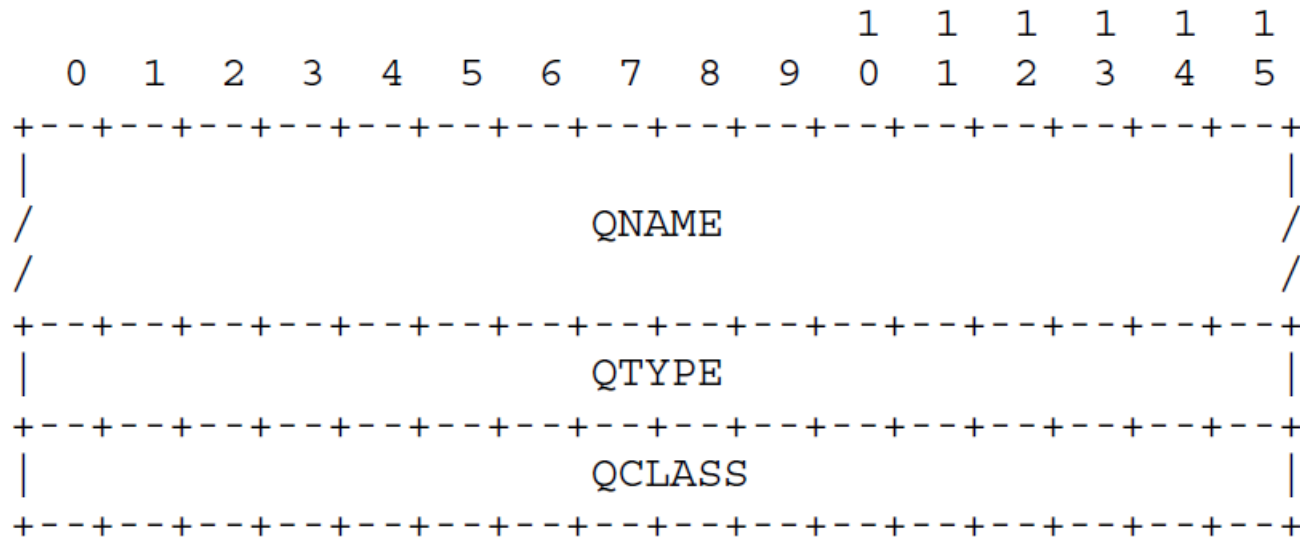 1  1  1  1  1  1
  0  1  2  3  4  5  6  7  8  9  0  1  2  3  4  5
+--+--+--+--+--+--+--+--+--+--+--+--+--+--+--+--+
|                                               |
/                     QNAME                     /
/                                               /
+--+--+--+--+--+--+--+--+--+--+--+--+--+--+--+--+
|                     QTYPE                     |
+--+--+--+--+--+--+--+--+--+--+--+--+--+--+--+--+
|                     QCLASS                    |
+--+--+--+--+--+--+--+--+--+--+--+--+--+--+--+--+